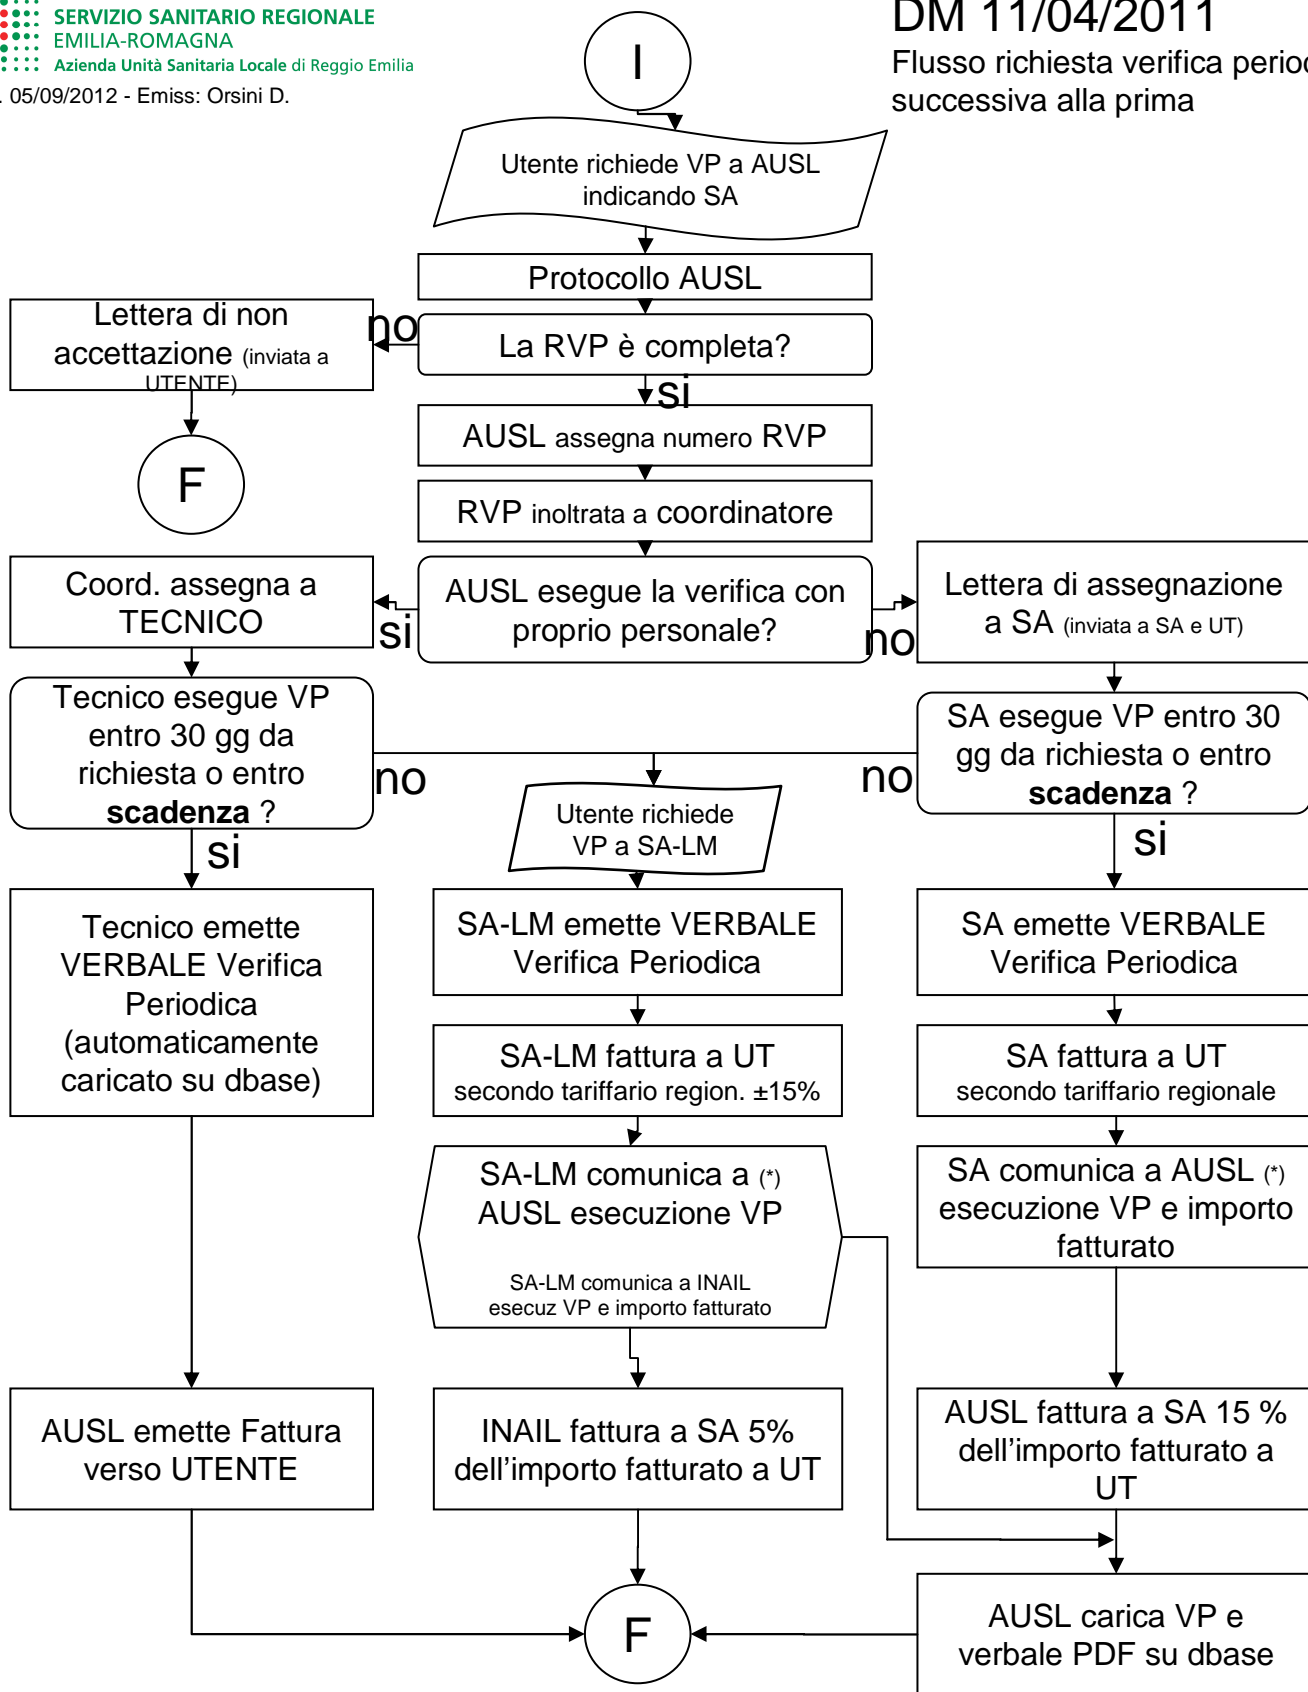 SERVIZIO SANITARIO REGIONALE
EMILIA-ROMAGNA
Azienda Unità Sanitaria Locale di Reggio Emilia
. 05/09/2012 - Emiss: Orsini D.
DM 11/04/2011
Flusso richiesta verifica perio
successiva alla prima
I
Utente richiede VP a AUSL
indicando SA
Protocollo AUSL
Lettera di non
accettazione (inviata a
UTENTE)
no
La RVP è completa?
si
F
AUSL assegna numero RVP
RVP inoltrata a coordinatore
Coord. assegna a
TECNICO
si
AUSL esegue la verifica con
proprio personale?
no
Lettera di assegnazione
a SA (inviata a SA e UT)
Tecnico esegue VP
entro 30 gg da
richiesta o entro
scadenza ?
no
si
Utente richiede
VP a SA-LM
no
SA esegue VP entro 30
gg da richiesta o entro
scadenza ?
si
Tecnico emette
VERBALE Verifica
Periodica
(automaticamente
caricato su dbase)
SA-LM emette VERBALE
Verifica Periodica
SA emette VERBALE
Verifica Periodica
SA-LM fattura a UT
secondo tariffario region. ±15%
SA fattura a UT
secondo tariffario regionale
SA-LM comunica a (*)
AUSL esecuzione VP
SA-LM comunica a INAIL
esecuz VP e importo fatturato
SA comunica a AUSL (*)
esecuzione VP e importo
fatturato
AUSL emette Fattura
verso UTENTE
INAIL fattura a SA 5%
dell’importo fatturato a UT
AUSL fattura a SA 15 %
dell’importo fatturato a
UT
F
AUSL carica VP e
verbale PDF su dbase